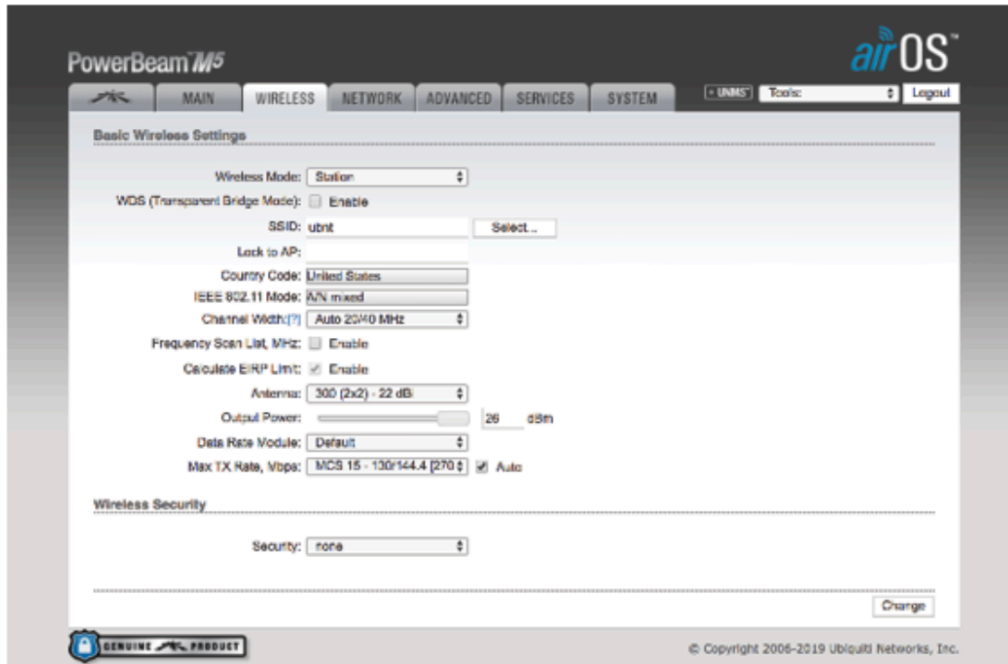 PowerBeam™ M5
airOS™
MAIN WIRELESS NETWORK ADVANCED SERVICES SYSTEM UNMS™ Tools: Logout
Basic Wireless Settings
Wireless Mode: Station
WDS (Transparent Bridge Mode): Enable
SSID: ubnt Select...
Lock to AP:
Country Code: United States
IEEE 802.11 Mode: A/N mixed
Channel Width:[?] Auto 20/40 MHz
Frequency Scan List, MHz: Enable
Calculate EIRP Limit: Enable
Antenna: 300 (2x2) - 22 dBi
Output Power: 26 dBm
Data Rate Module: Default
Max TX Rate, Mbps: MCS 15 - 130/144.4 [270 Auto
Wireless Security
Security: none
Change
GENUINE PRODUCT
© Copyright 2006-2019 Ubiquiti Networks, Inc.